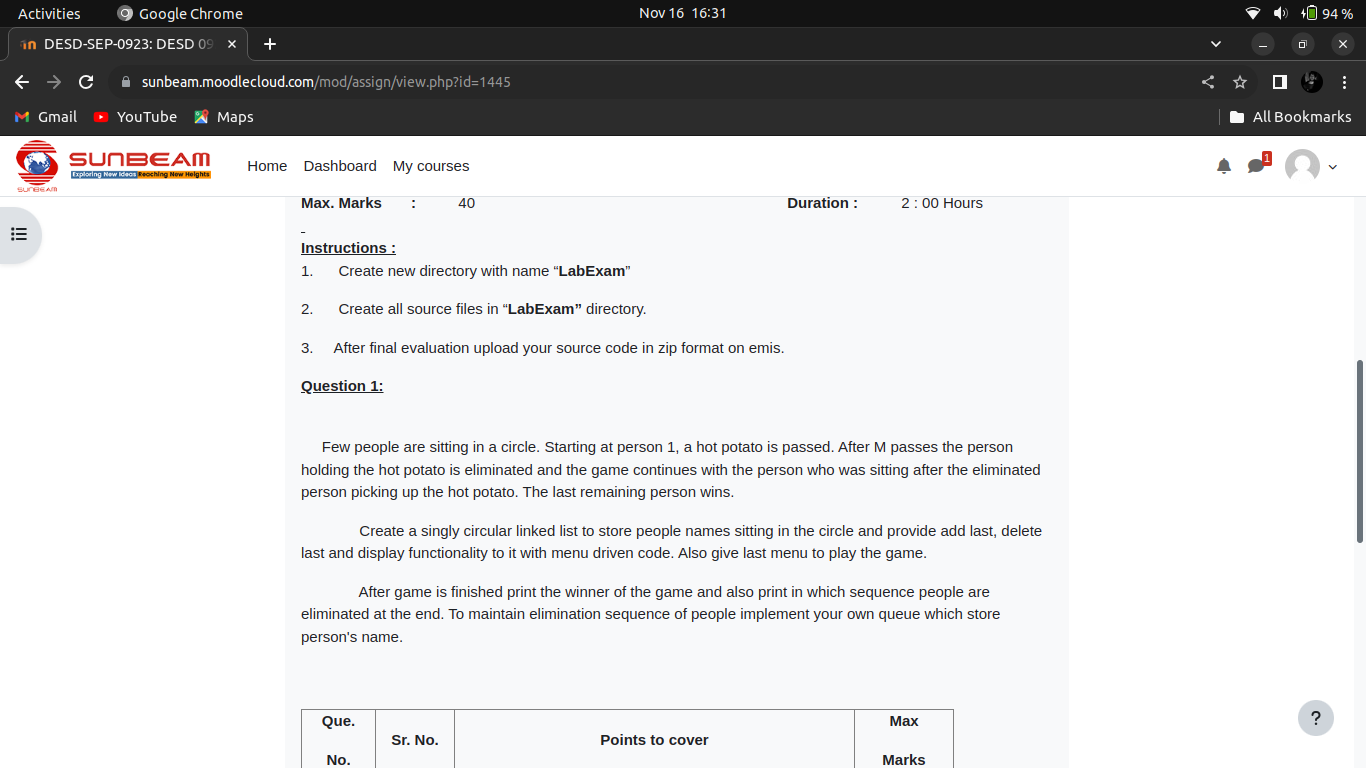 Activities
Google Chrome
Nov 16 16:31
94 %
DESD-SEP-0923: DESD 09
sunbeam.moodlecloud.com/mod/assign/view.php?id=1445
Gmail
YouTube
Maps
All Bookmarks
SUNBEAM
Exploring New Ideas Reaching New Heights
SUNBEAM
Home
Dashboard
My courses
1
Max. Marks : 40 Duration : 2 : 00 Hours
Instructions :
1. Create new directory with name “LabExam”
2. Create all source files in “LabExam” directory.
3. After final evaluation upload your source code in zip format on emis.
Question 1:
Few people are sitting in a circle. Starting at person 1, a hot potato is passed. After M passes the person
holding the hot potato is eliminated and the game continues with the person who was sitting after the eliminated
person picking up the hot potato. The last remaining person wins.
Create a singly circular linked list to store people names sitting in the circle and provide add last, delete
last and display functionality to it with menu driven code. Also give last menu to play the game.
After game is finished print the winner of the game and also print in which sequence people are
eliminated at the end. To maintain elimination sequence of people implement your own queue which store
person's name.
Que.
No.
Sr. No.
Points to cover
Max
Marks
?